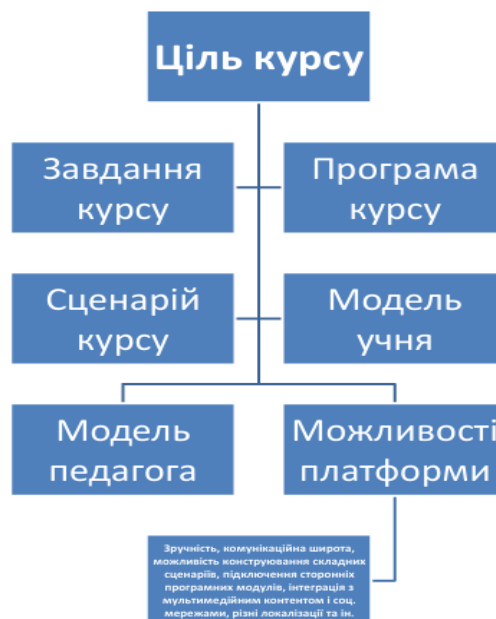 Ціль курсу
Завдання
курсу
Програма
курсу
Сценарій
курсу
Модель
учня
Модель
педагога
Можливості
платформи
Зручність, комунікаційна широта,
можливість конструювання складних
сценаріїв, підключення сторонніх
програмних модулів, інтеграція з
мультимедійним контентом і соц.
мережами, різні локалізації та ін.